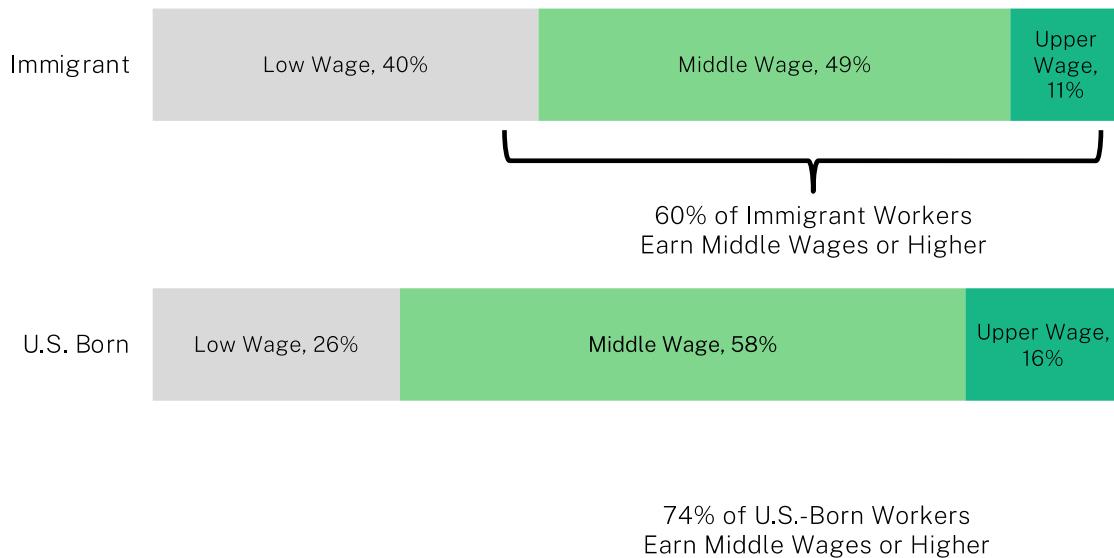 Immigrant
Low Wage, 40%
Middle Wage, 49%
Upper
Wage,
11%
60% of Immigrant Workers
Earn Middle Wages or Higher
U.S. Born
Low Wage, 26%
Middle Wage, 58%
Upper Wage,
16%
74% of U.S.-Born Workers
Earn Middle Wages or Higher